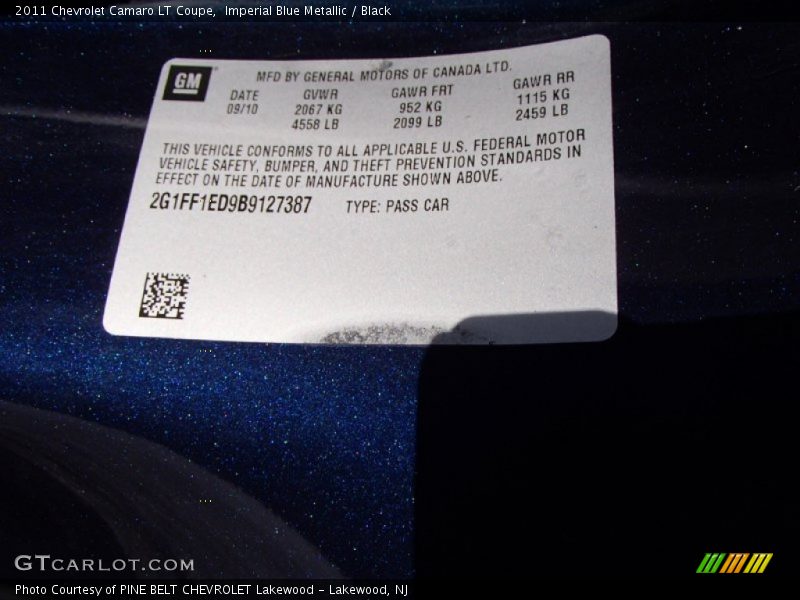 2011 Chevrolet Camaro LT Coupe,  Imperial Blue Metallic / Black
GM
MFD BY GENERAL MOTORS OF CANADA LTD.
DATE GVWR GAWR FRT GAWR RR
09/10 2067 KG 952 KG 1115 KG
4558 LB 2099 LB 2459 LB
THIS VEHICLE CONFORMS TO ALL APPLICABLE U.S. FEDERAL MOTOR
VEHICLE SAFETY, BUMPER, AND THEFT PREVENTION STANDARDS IN
EFFECT ON THE DATE OF MANUFACTURE SHOWN ABOVE.
2G1FF1ED9B9127387 TYPE: PASS CAR
GTCARLOT.COM
Photo Courtesy of PINE BELT CHEVROLET Lakewood - Lakewood, NJ